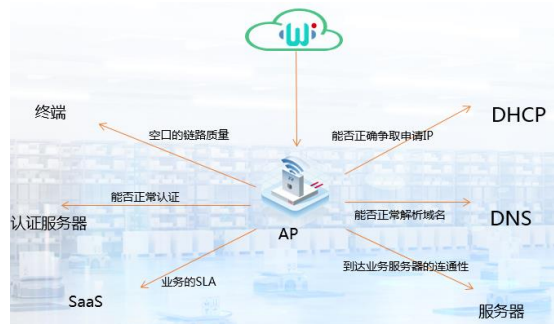 Wi
终端
空口的链路质量
能否正确争取申请IP
DHCP
能否正常认证
认证服务器
AP
能否正常解析域名
DNS
到达业务服务器的连通性
业务的SLA
SaaS
服务器